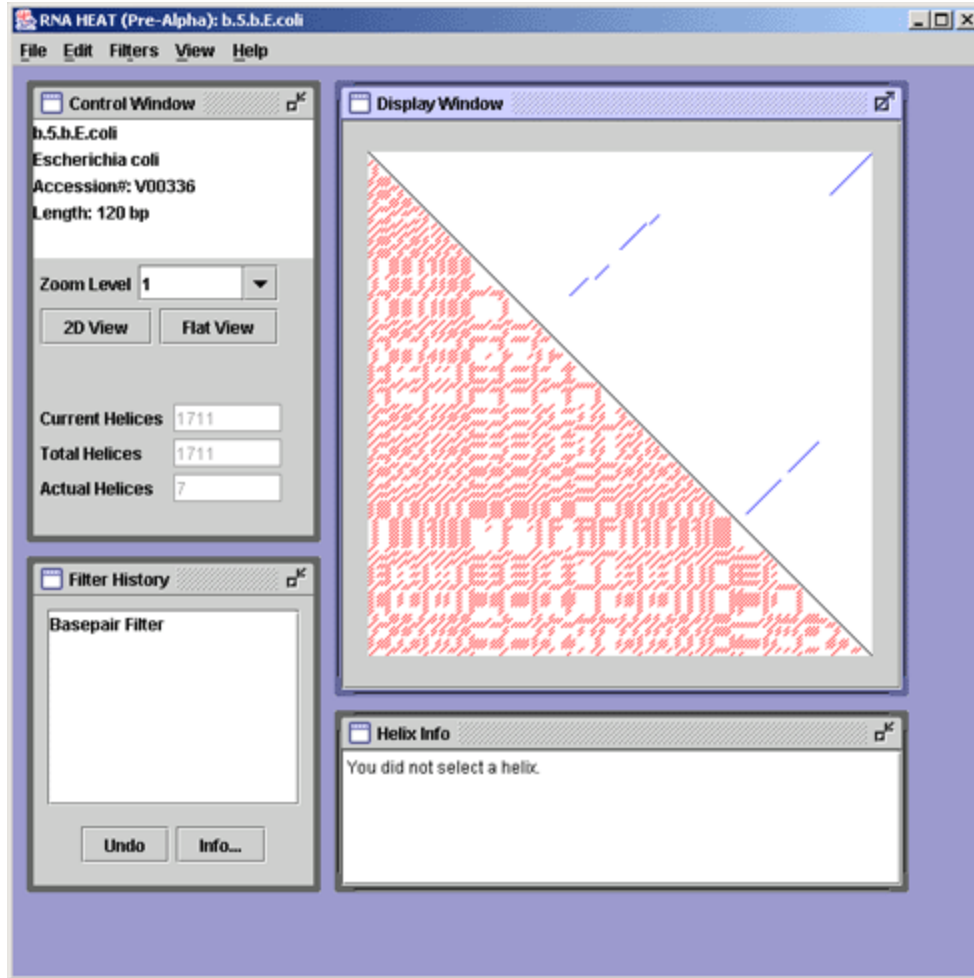 RNA HEAT (Pre-Alpha): b.5.b.E.coli
File Edit Filters View Help
Control Window
b.5.b.E.coli
Escherichia coli
Accession#: V00336
Length: 120 bp
Zoom Level 1
2D View Flat View
Current Helices 1711
Total Helices 1711
Actual Helices 7
Filter History
Basepair Filter
Undo Info...
Display Window
Helix Info
You did not select a helix.